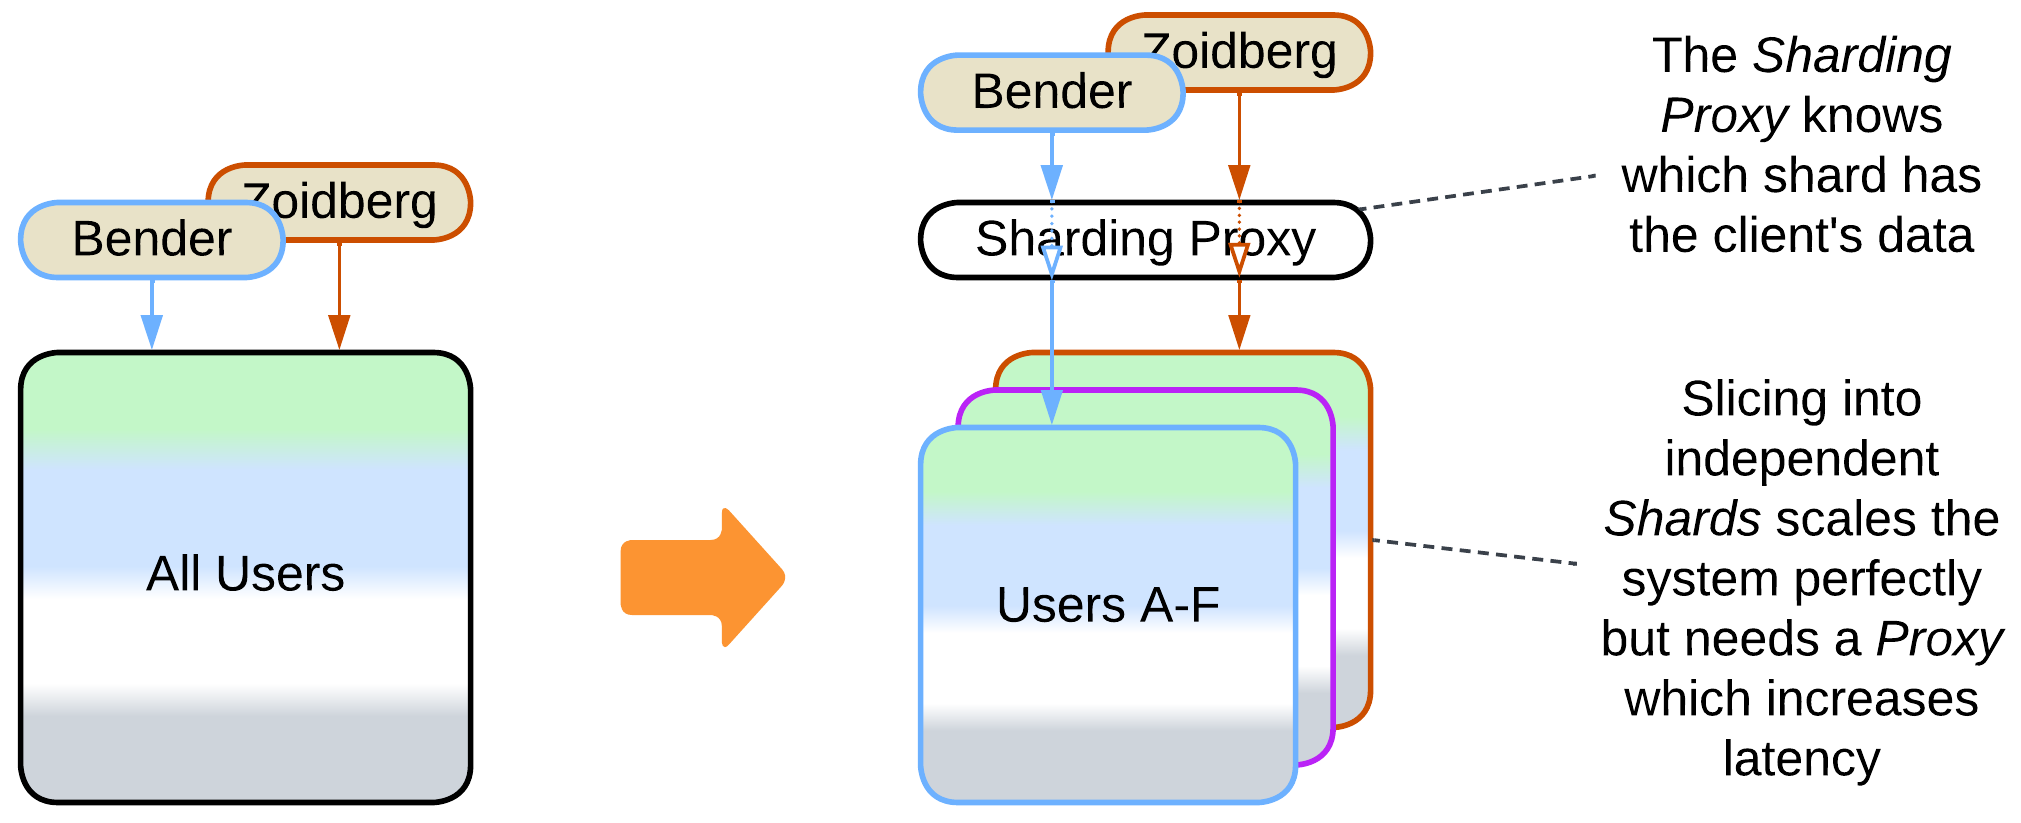 Zoidberg
Bender
All Users
Zoidberg
Bender
Sharding Proxy
Users A-F
The Sharding
Proxy knows
which shard has
the client's data
Slicing into
independent
Shards scales the
system perfectly
but needs a Proxy
which increases
latency